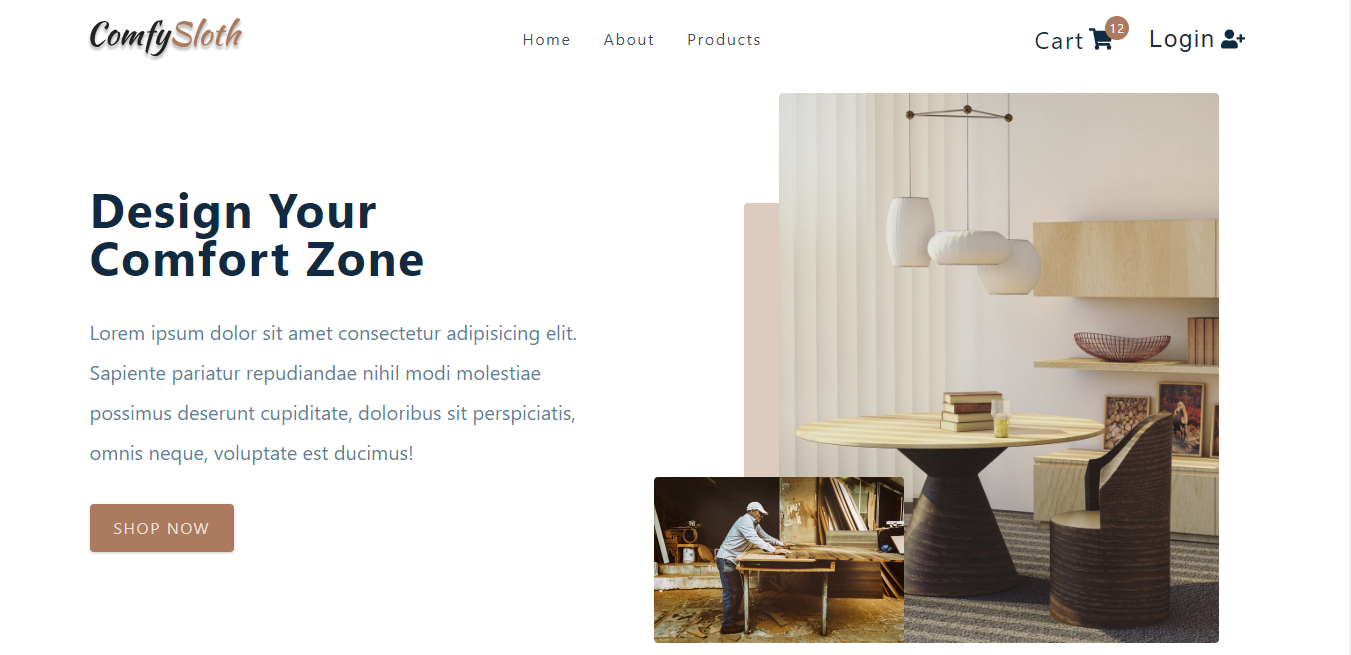 ComfySloth
Home About Products
Cart 12 Login
Design Your
Comfort Zone
Lorem ipsum dolor sit amet consectetur adipisicing elit.
Sapiente pariatur repudiandae nihil modi molestiae
possimus deserunt cupiditate, doloribus sit perspiciatis,
omnis neque, voluptate est ducimus!
SHOP NOW